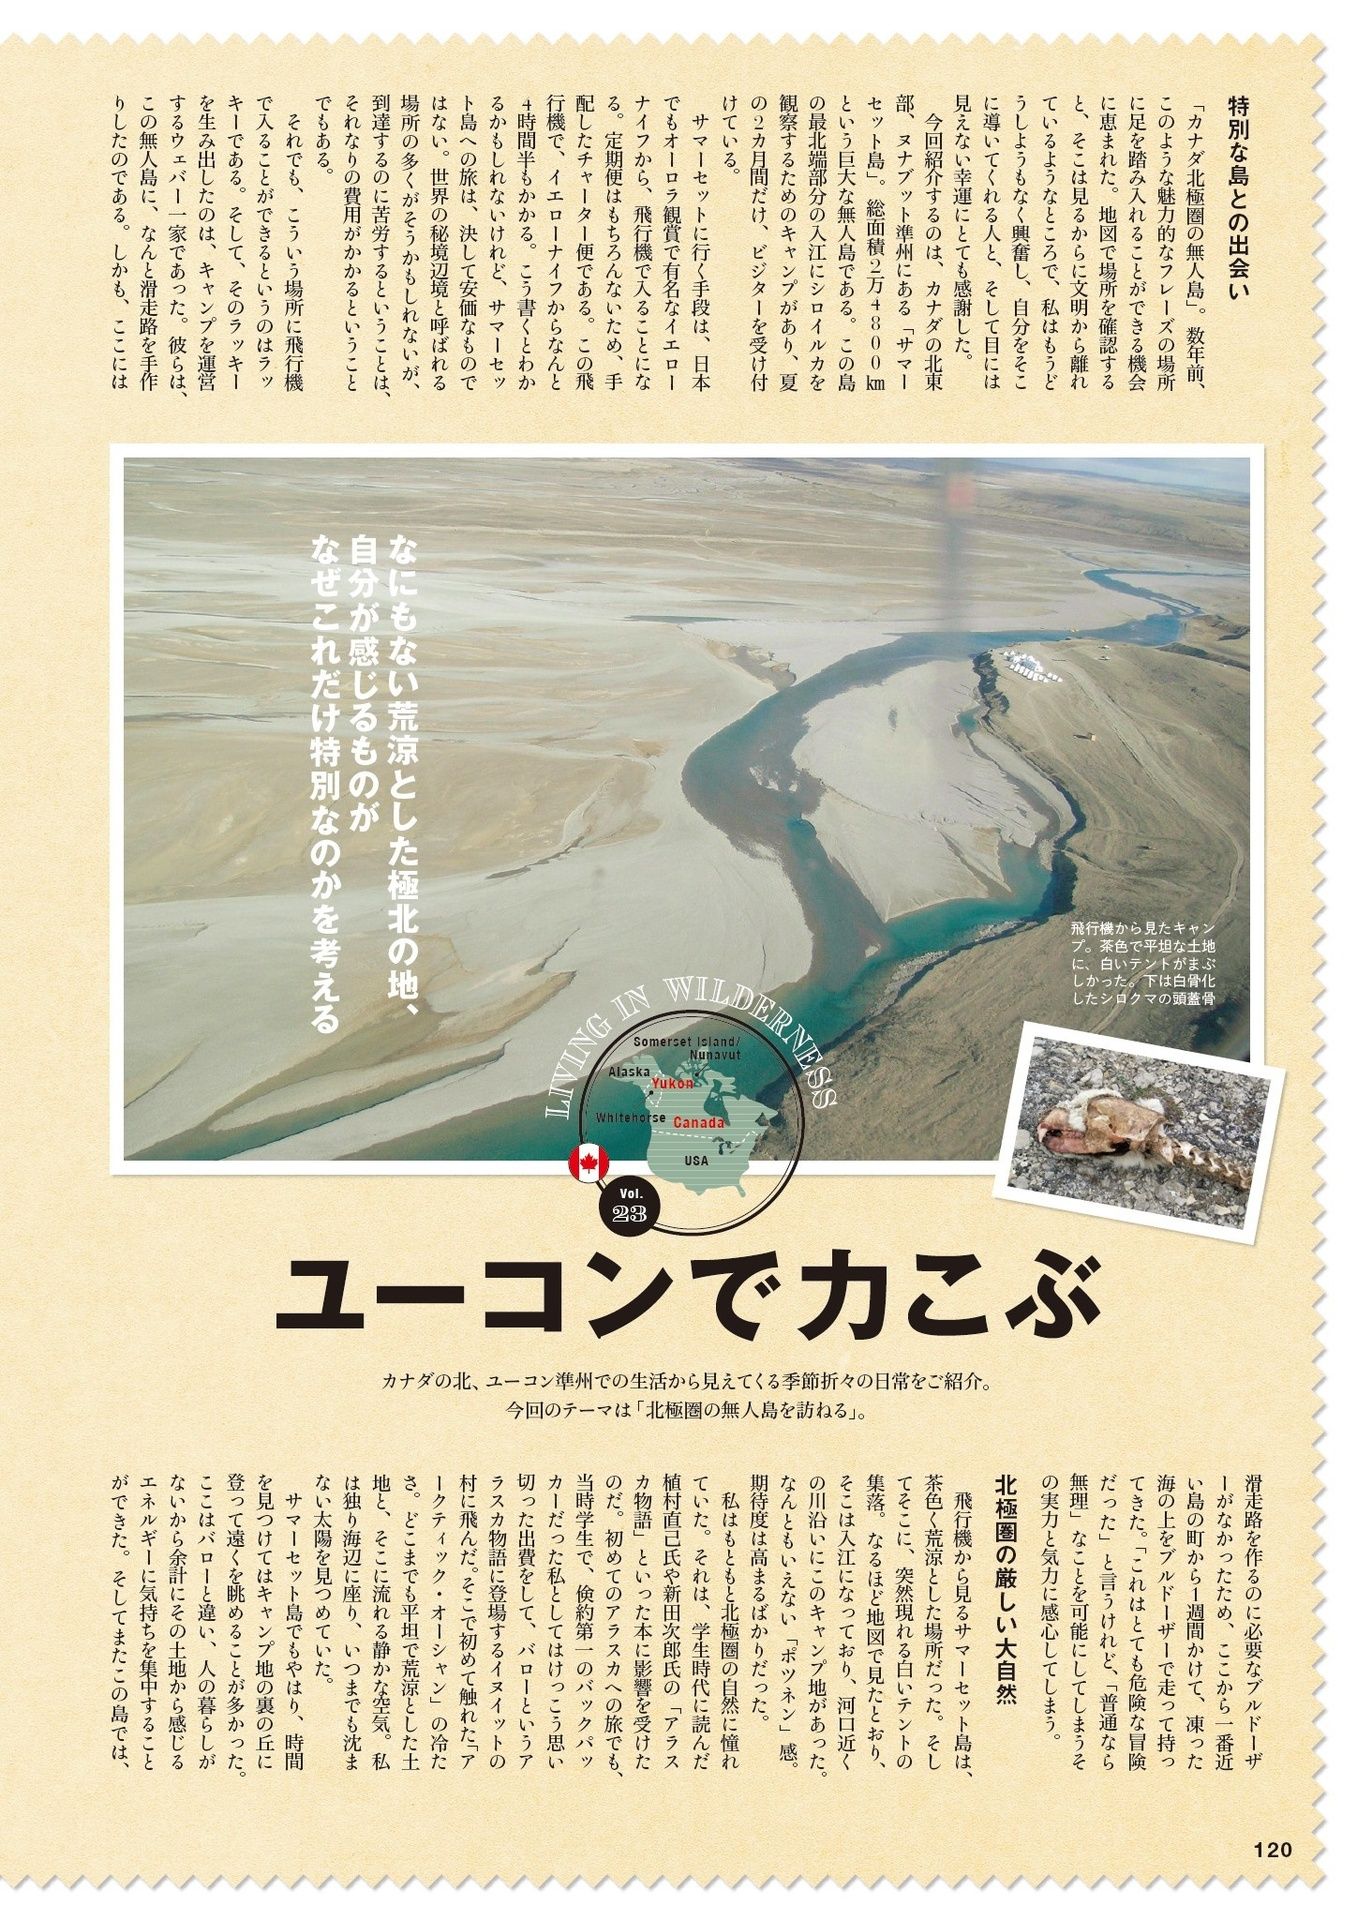 特別な島との出会い
「カナダ北極圏の無人島」。数年前、
このような魅力的なフレーズの場所
に足を踏み入れることができる機会
に恵まれた。地図で場所を確認する
と、そこは見るからに文明から離れ
ているようなところで、私はもうど
うしようもなく興奮し、自分をそこ
に導いてくれる人と、そして目には
見えない幸運にとても感謝した。
今回紹介するのは、カナダの北東
部、ヌナブット準州にある「サマー
セット島」。総面積2万4800㎞
という巨大な無人島である。この島
の最北端部分の入江にシロイルカを
観察するためのキャンプがあり、夏
の2カ月間だけ、ビジターを受け付
けている。
サマーセットに行く手段は、日本
でもオーロラ観賞で有名なイエロー
ナイフから、飛行機で入ることにな
る。定期便はもちろんないため、手
配したチャーター便である。この飛
行機で、イエローナイフからなんと
4時間半もかかる。こう書くとわか
るかもしれないけれど、サマーセッ
ト島への旅は、決して安価なもので
はない。世界の秘境辺境と呼ばれる
場所の多くがそうかもしれないが、
到達するのに苦労するということは、
それなりの費用がかかるということ
でもある。
それでも、こういう場所に飛行機
で入ることができるというのはラッ
キーである。そして、そのラッキー
を生み出したのは、キャンプを運営
するウェバー一家であった。彼らは、
この無人島に、なんと滑走路を手作
りしたのである。しかも、ここには
なにもない荒涼とした極北の地、
自分が感じるものが
なぜこれだけ特別なのかを考える
飛行機から見たキャン
プ。茶色で平坦な土地
に、白いテントがまぶ
しかった。下は白骨化
したシロクマの頭蓋骨
LIVING IN WILDERNESS
Somerset Island/
Nunavut
Alaska
Yukon
Whitehorse
Canada
USA
Vol.
23
ユーコンで力こぶ
カナダの北、ユーコン準州での生活から見えてくる季節折々の日常をご紹介。
今回のテーマは「北極圏の無人島を訪ねる」。
滑走路を作るのに必要なブルドーザ
ーがなかったため、ここから一番近
い島の町から1週間かけて、凍った
海の上をブルドーザーで走って持っ
てきた。「これはとても危険な冒険
だった」と言うけれど、「普通なら
無理」なことを可能にしてしまうそ
の実力と気力に感心してしまう。
北極圏の厳しい大自然
飛行機から見るサマーセット島は、
茶色く荒涼とした場所だった。そし
てそこに、突然現れる白いテントの
集落。なるほど地図で見たとおり、
そこは入江になっており、河口近く
の川沿いにこのキャンプ地があった。
なんともいえない「ポツネン」感。
期待度は高まるばかりだった。
私はもともと北極圏の自然に憧れ
ていた。それは、学生時代に読んだ
植村直己氏や新田次郎氏の「アラス
カ物語」といった本に影響を受けた
のだ。初めてのアラスカへの旅でも、
当時学生で、倹約第一のバックパッ
カーだった私としてはけっこう思い
切った出費をして、バローというア
ラスカ物語に登場するイヌイットの
村に飛んだ。そこで初めて触れた「ア
ークティック・オーシャン」の冷た
さ。どこまでも平坦で荒涼とした土
地と、そこに流れる静かな空気。私
は独り海辺に座り、いつまでも沈ま
ない太陽を見つめていた。
サマーセット島でもやはり、時間
を見つけてはキャンプ地の裏の丘に
登って遠くを眺めることが多かった。
ここはバローと違い、人の暮らしが
ないから余計にその土地から感じる
エネルギーに気持ちを集中すること
ができた。そしてまたこの島では、
120